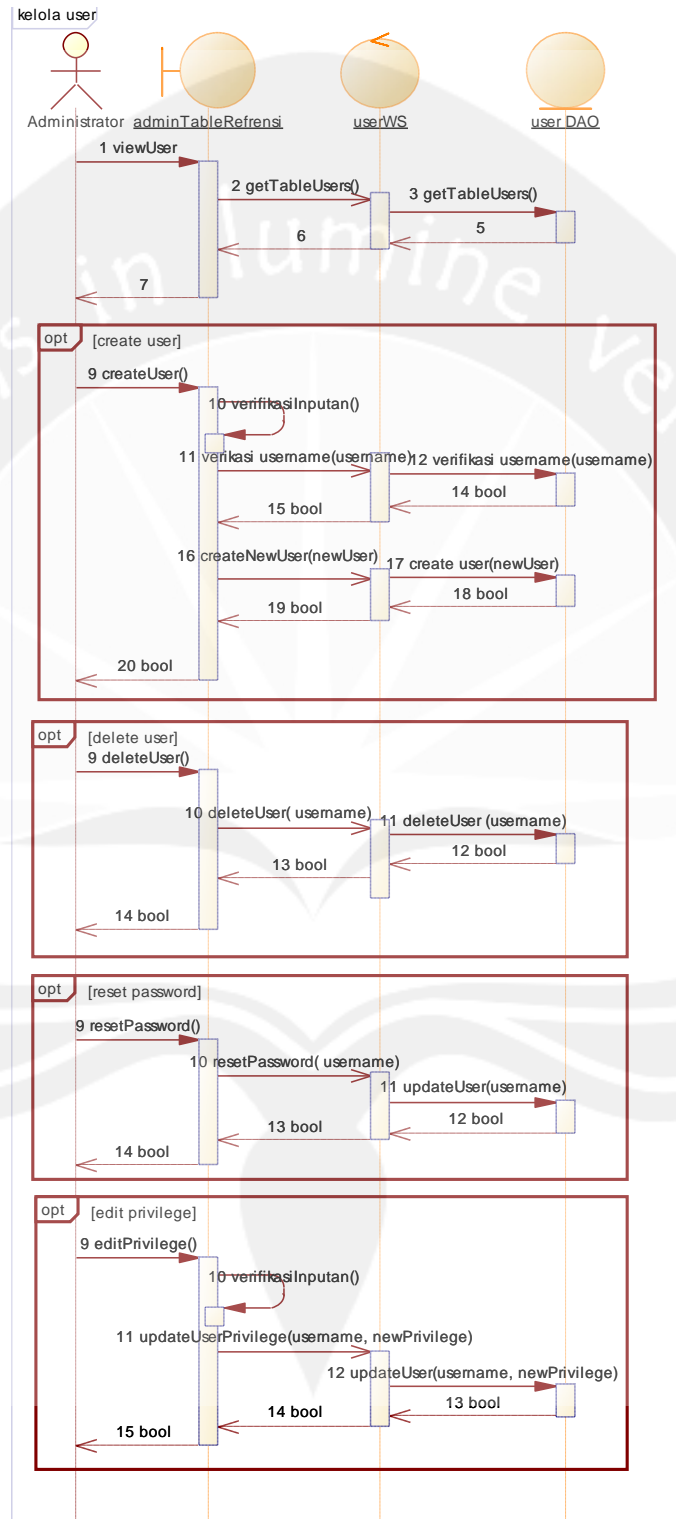 kelola user
Administrator adminTableRefrensi userWS user DAO
1 viewUser
2 getTableUsers()
3 getTableUsers()
5
6
7
opt [create user]
9 createUser()
10 verifikasiInputan()
11 verikasi username(username)
12 verifikasi username(username)
14 bool
15 bool
16 createNewUser(newUser)
17 create user(newUser)
18 bool
19 bool
20 bool
opt [delete user]
9 deleteUser()
10 deleteUser( username)
11 deleteUser (username)
12 bool
13 bool
14 bool
opt [reset password]
9 resetPassword()
10 resetPassword( username)
11 updateUser(username)
12 bool
13 bool
14 bool
opt [edit privilege]
9 editPrivilege()
10 verifikasiInputan()
11 updateUserPrivilege(username, newPrivilege)
12 updateUser(username, newPrivilege)
13 bool
14 bool
15 bool
in lumine